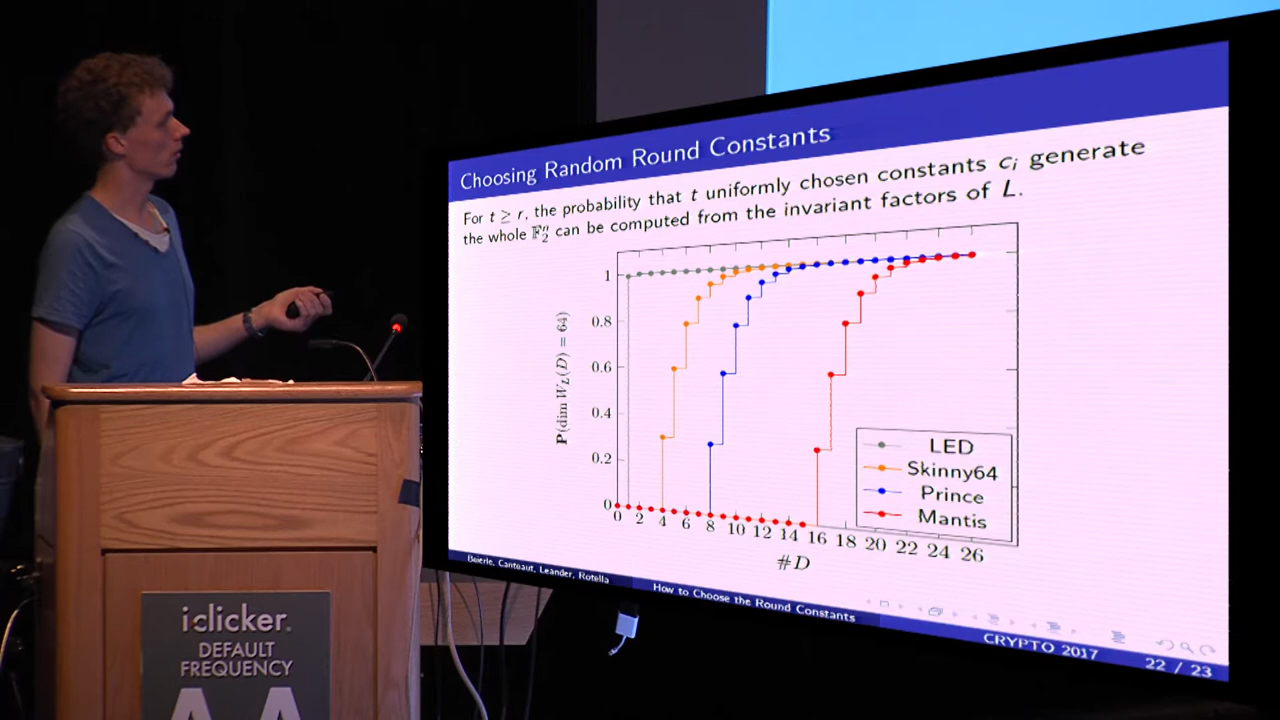 Choosing Random Round Constants
For t ≥ r, the probability that t uniformly chosen constants cᵢ generate
the whole 𝔽₂ⁿ can be computed from the invariant factors of L.
P(dim W_L(D) = 64)
1
0.8
0.6
0.4
0.2
0
0 2 4 6 8 10 12 14 16 18 20 22 24 26
#D
LED
Skinny64
Prince
Mantis
Beierle, Canteaut, Leander, Rotella
How to Choose the Round Constants
CRYPTO 2017
22 / 23
iclicker.
DEFAULT
FREQUENCY
AA